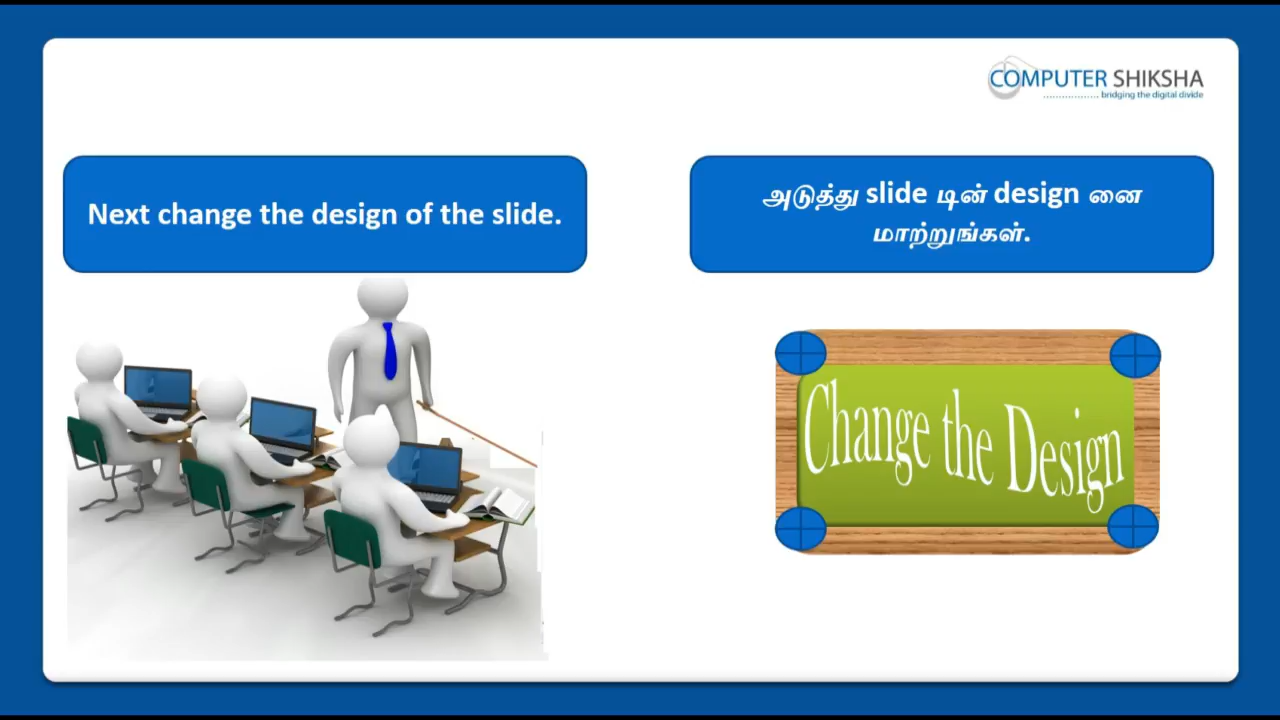 COMPUTER SHIKSHA
bridging the digital divide
Next change the design of the slide.
அடுத்து slide டின் design னை
மாற்றுங்கள்.
Change the Design